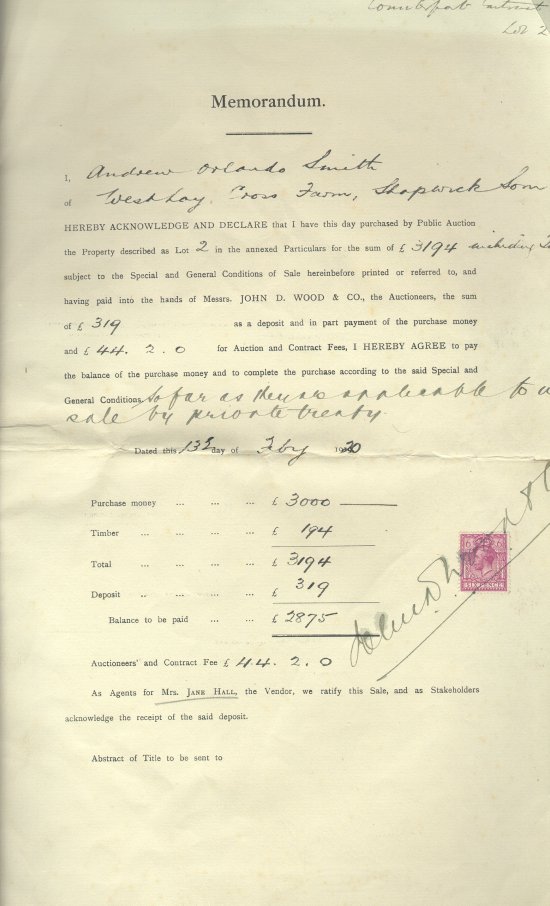 Counterpart Contract
Lot 2
Memorandum.
I, Andrew Orlando Smith
of Westhay Cross Farm, Shapwick Som
HEREBY ACKNOWLEDGE AND DECLARE that I have this day purchased by Public Auction
the Property described as Lot 2 in the annexed Particulars for the sum of £ 3194 including
subject to the Special and General Conditions of Sale hereinbefore printed or referred to, and
having paid into the hands of Messrs. JOHN D. WOOD & CO., the Auctioneers, the sum
of £ 319 as a deposit and in part payment of the purchase money
and £ 44. 2. 0 for Auction and Contract Fees, I HEREBY AGREE to pay
the balance of the purchase money and to complete the purchase according to the said Special and
General Conditions so far as they are applicable to a
sale by private treaty.
Dated this 13th day of Feby 1920
Purchase money ... ... ... £ 3000
Timber ... ... ... ... £ 194
Total ... ... ... ... £ 3194
Deposit .. ... ... ... £ 319
Balance to be paid ... ... £ 2875
John D Wood & C
SIX PENCE
Auctioneers' and Contract Fee £ 44. 2. 0
As Agents for Mrs. JANE HALL, the Vendor, we ratify this Sale, and as Stakeholders
acknowledge the receipt of the said deposit.
Abstract of Title to be sent to